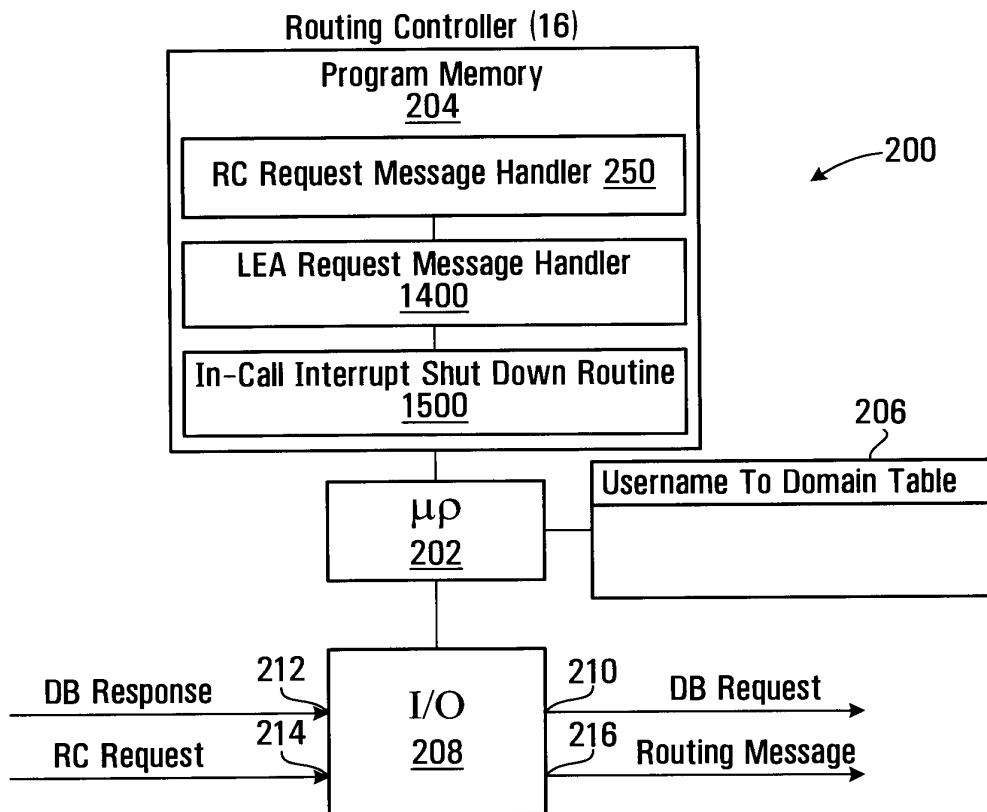 Routing Controller (16)
Program Memory
204
200
RC Request Message Handler 250
LEA Request Message Handler
1400
In-Call Interrupt Shut Down Routine
1500
206
Username To Domain Table
μρ
202
212
DB Response
I/O
208
210
DB Request
214
RC Request
216
Routing Message